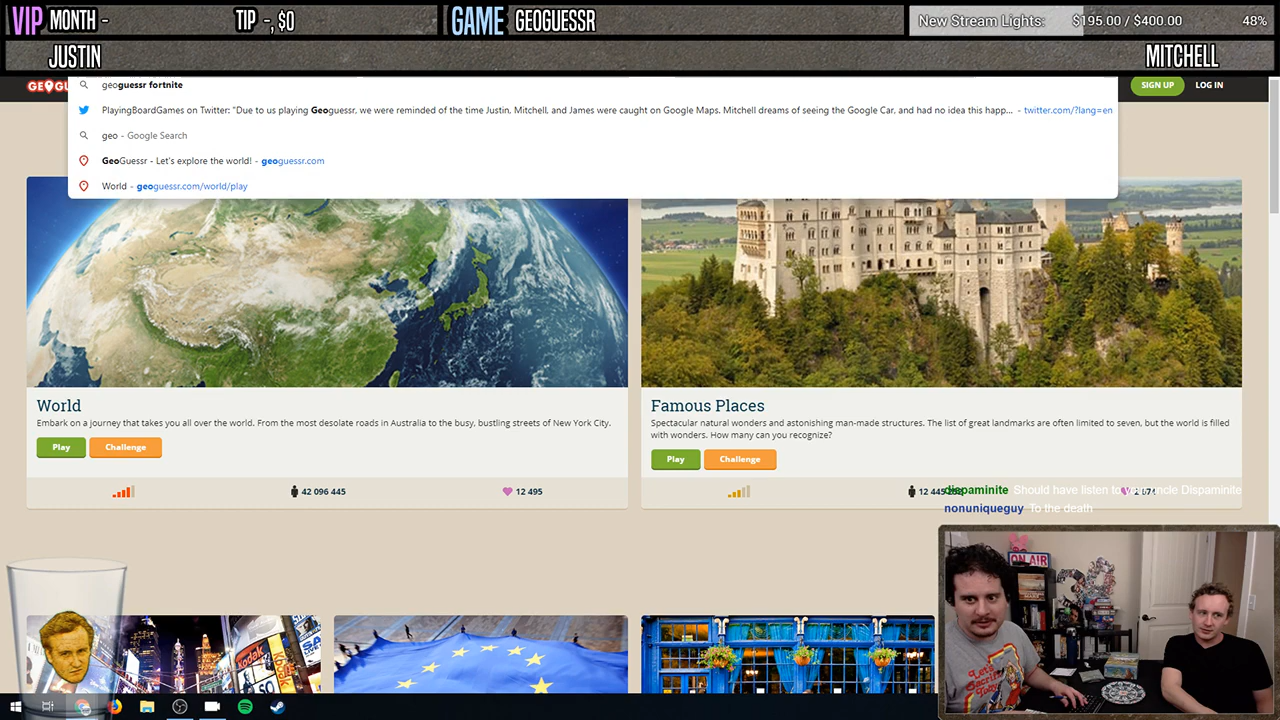 VIP MONTH -
TIP -, $0
GAME GEOGUESSR
New Stream Lights: $195.00 / $400.00 48%
JUSTIN
MITCHELL
geoguessr fortnite
SIGN UP
LOG IN
PlayingBoardGames on Twitter: "Due to us playing Geoguessr, we were reminded of the time Justin, Mitchell, and James were caught on Google Maps. Mitchell dreams of seeing the Google Car, and had no idea this happ... - twitter.com/?lang=en
geo - Google Search
GeoGuessr - Let's explore the world! - geoguessr.com
World - geoguessr.com/world/play
World
Embark on a journey that takes you all over the world. From the most desolate roads in Australia to the busy, bustling streets of New York City.
Play
Challenge
42 096 445
12 495
Famous Places
Spectacular natural wonders and astonishing man-made structures. The list of great landmarks are often limited to seven, but the world is filled
with wonders. How many can you recognize?
Play
Challenge
12 445
dispaminite Should have listen to your uncle Dispaminite
nonuniqueguy To the death
ON AIR
Kodak